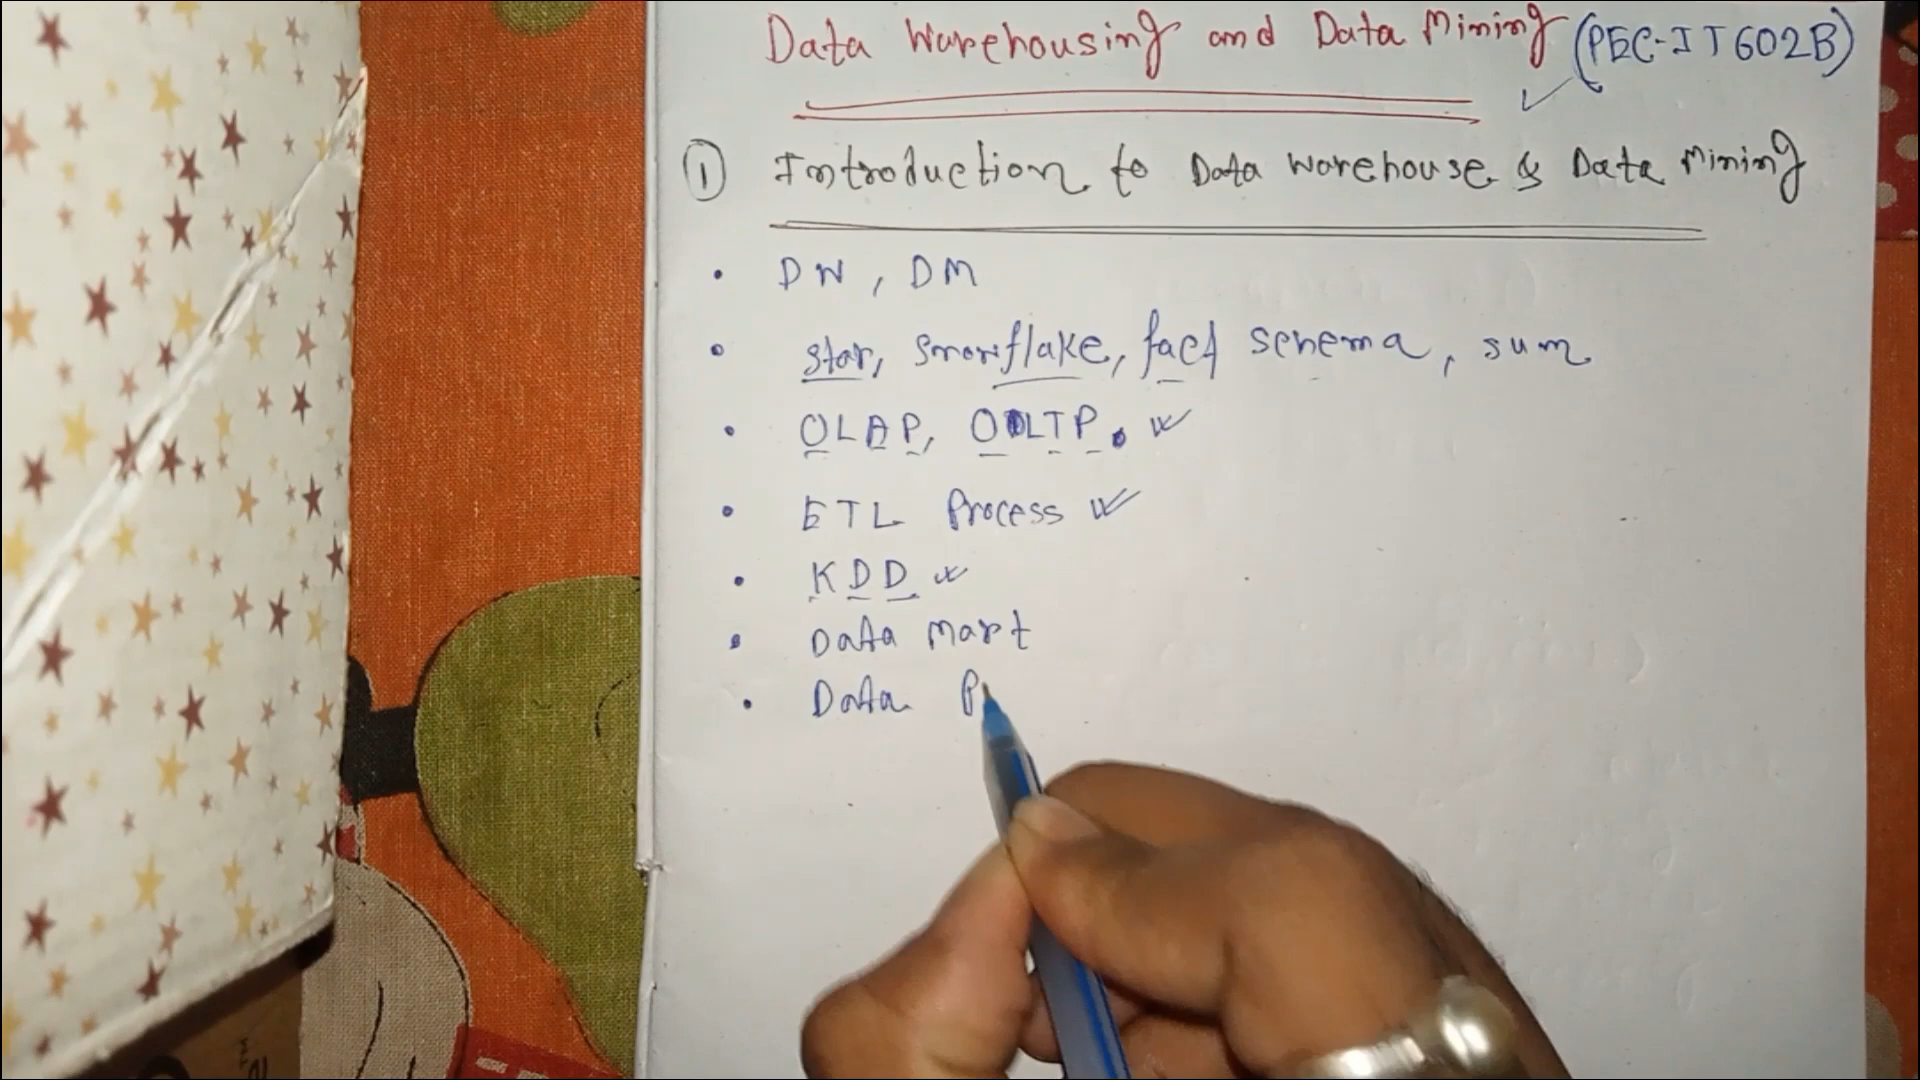 Data Warehousing and Data Mining (PEC-IT602B)
① Introduction to Data Warehouse & Data Mining
• DW, DM
• Star, Snowflake, fact schema, sum
• OLAP, OLTP.
• ETL Process
• KDD
• Data Mart
• Data P